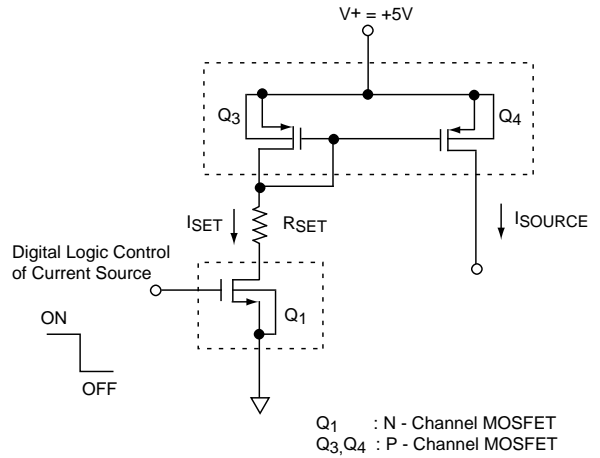 V+ = +5V
Q3
Q4
ISET
RSET
ISOURCE
Digital Logic Control
of Current Source
ON
OFF
Q1
Q1 : N - Channel MOSFET
Q3,Q4 : P - Channel MOSFET